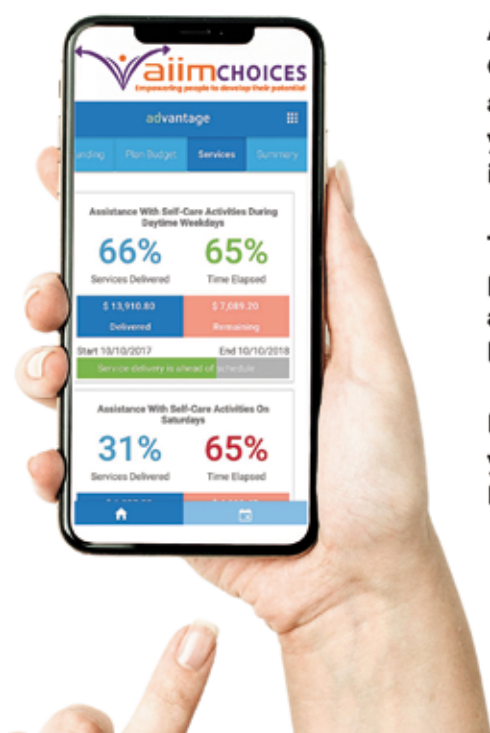 aiimCHOICES
Empowering people to develop their potential
advantage
unding Plan Budget Services Summary
Assistance With Self-Care Activities During
Daytime Weekdays
66% 65%
Services Delivered Time Elapsed
$ 13,910.80 $ 7,089.20
Delivered Remaining
Start 10/10/2017 End 10/10/2018
Service delivery is ahead of schedule
Assistance With Self-Care Activities On
Saturdays
31% 65%
Services Delivered Time Elapsed